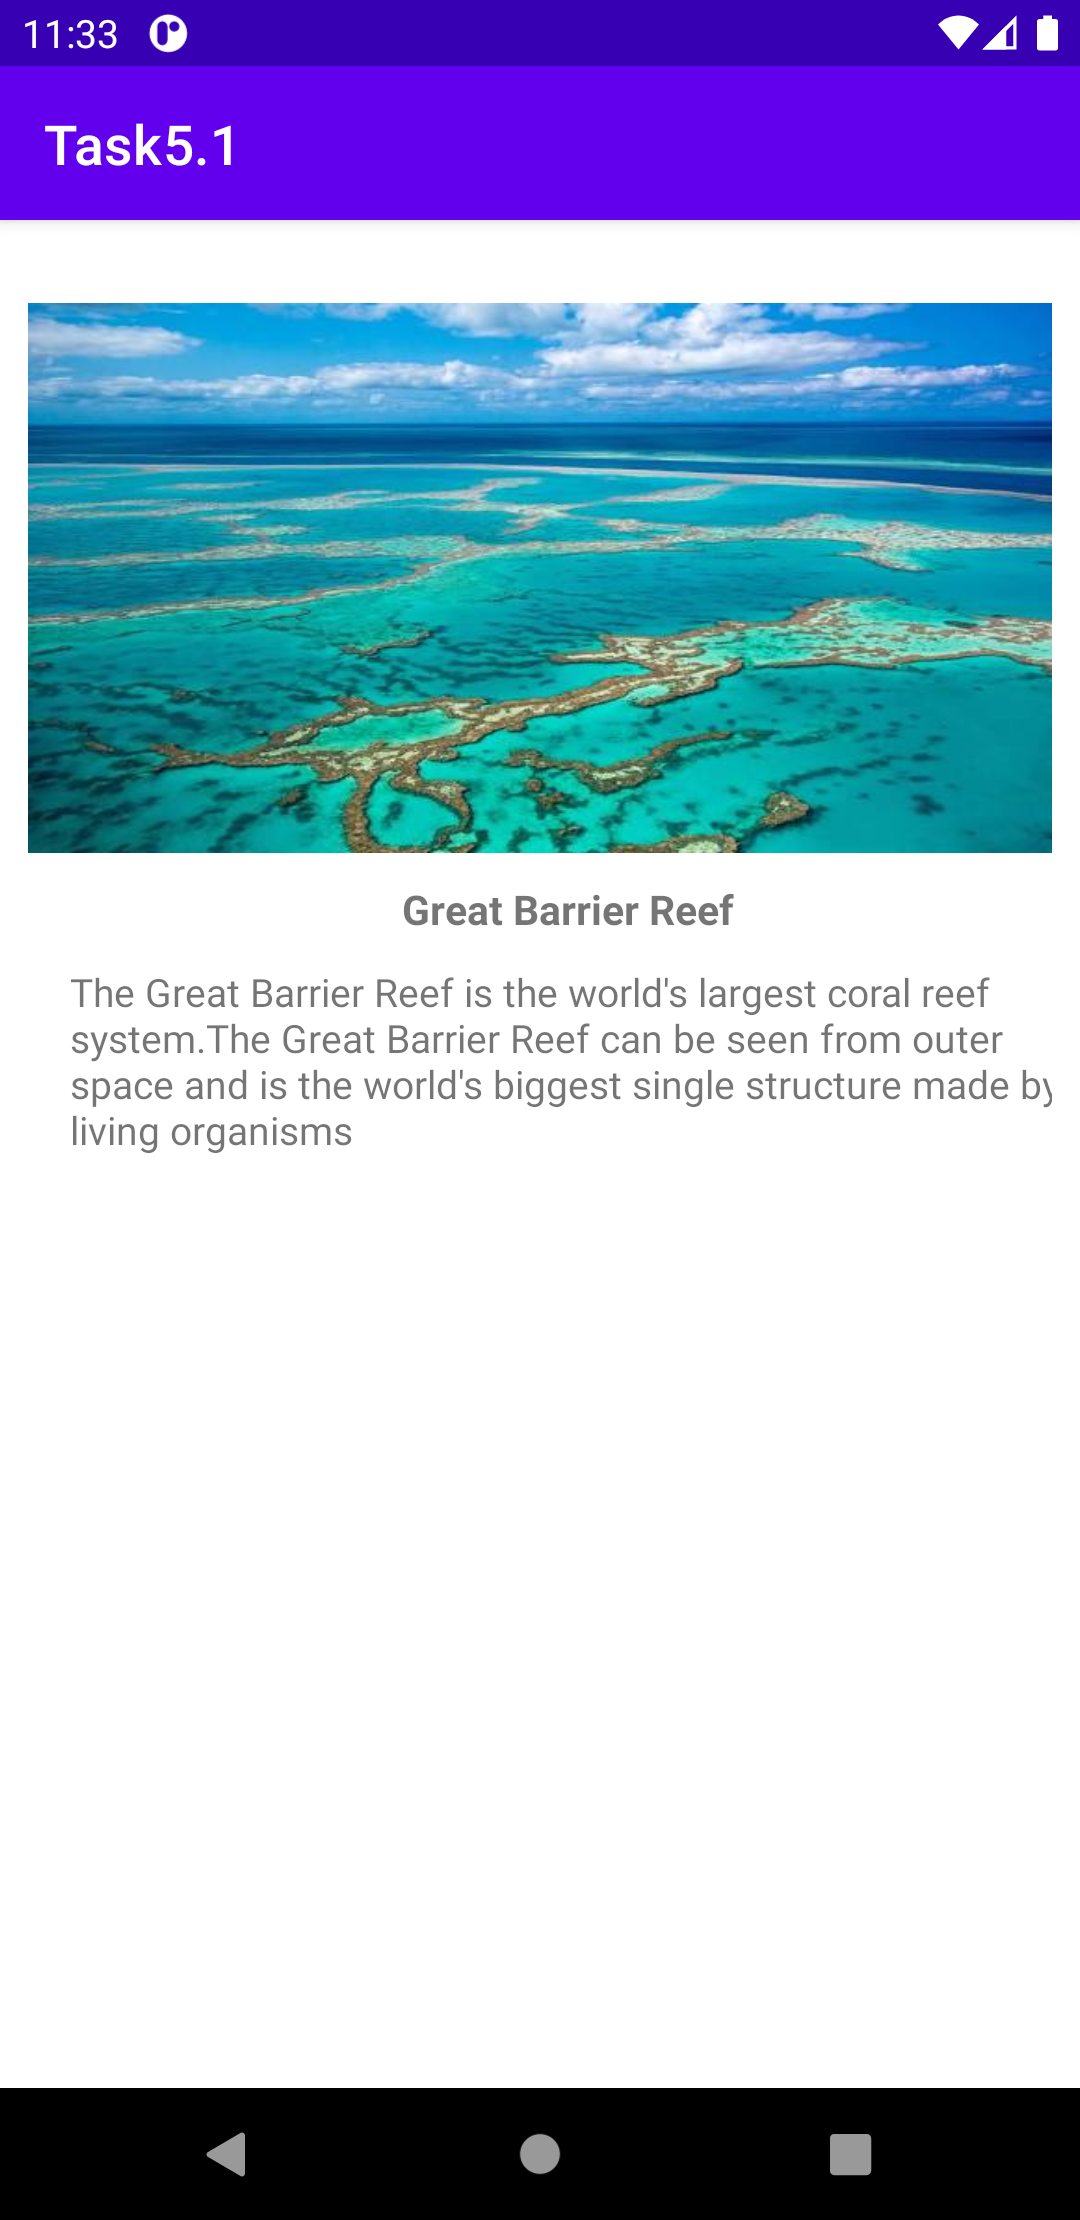 11:33
Task5.1
Great Barrier Reef
The Great Barrier Reef is the world's largest coral reef
system.The Great Barrier Reef can be seen from outer
space and is the world's biggest single structure made by
living organisms